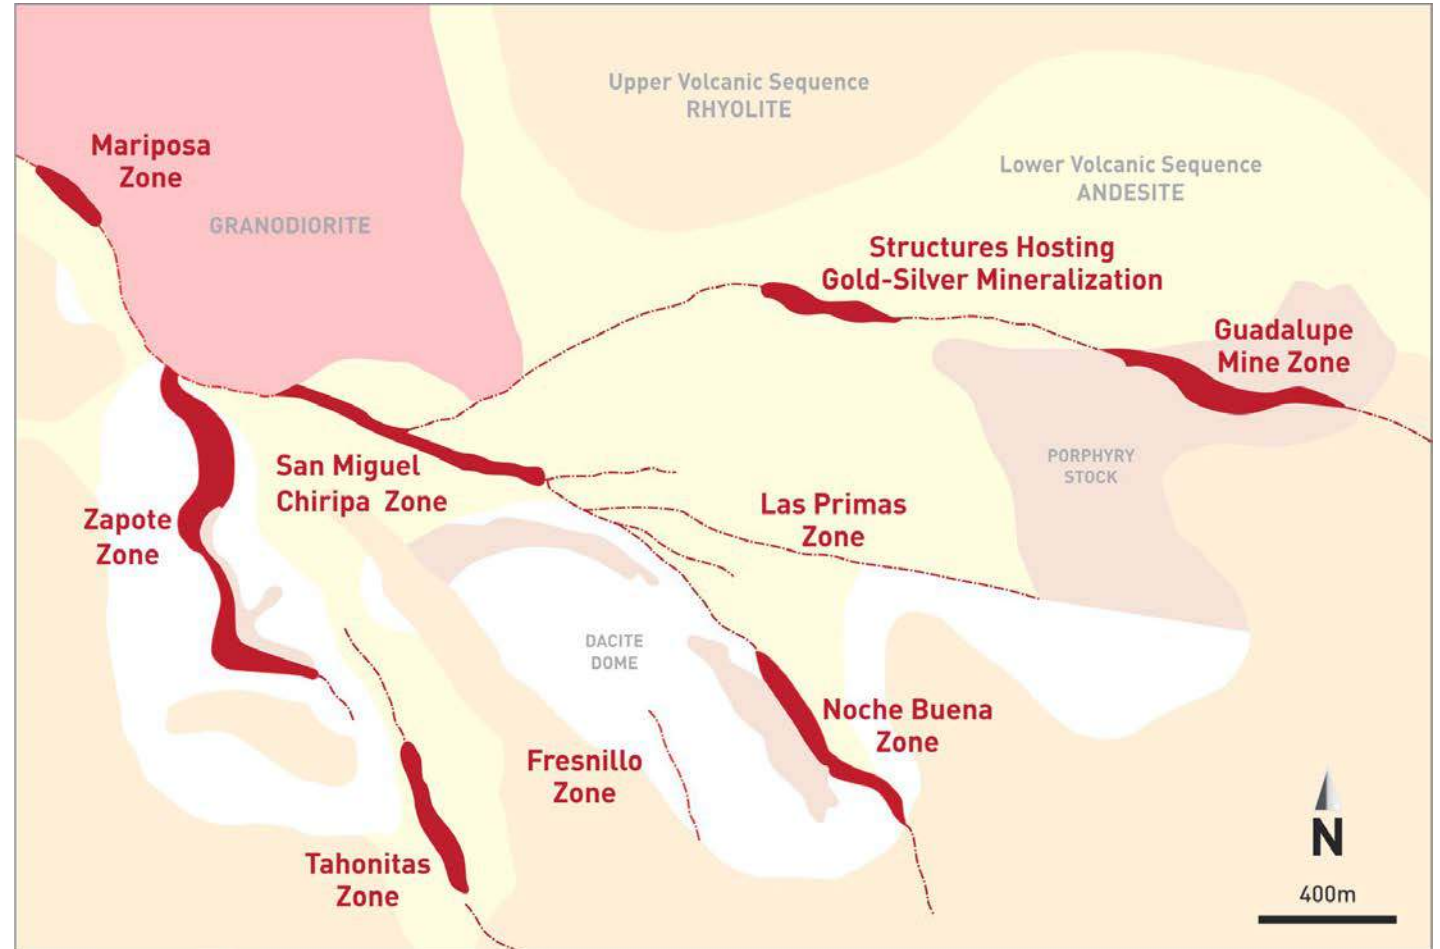 Upper Volcanic Sequence
RHYOLITE
Mariposa
Zone
Lower Volcanic Sequence
ANDESITE
GRANODIORITE
Structures Hosting
Gold-Silver Mineralization
Guadalupe
Mine Zone
San Miguel
Chiripa Zone
PORPHYRY
STOCK
Zapote
Zone
Las Primas
Zone
DACITE
DOME
Noche Buena
Zone
Fresnillo
Zone
Tahonitas
Zone
N
400m